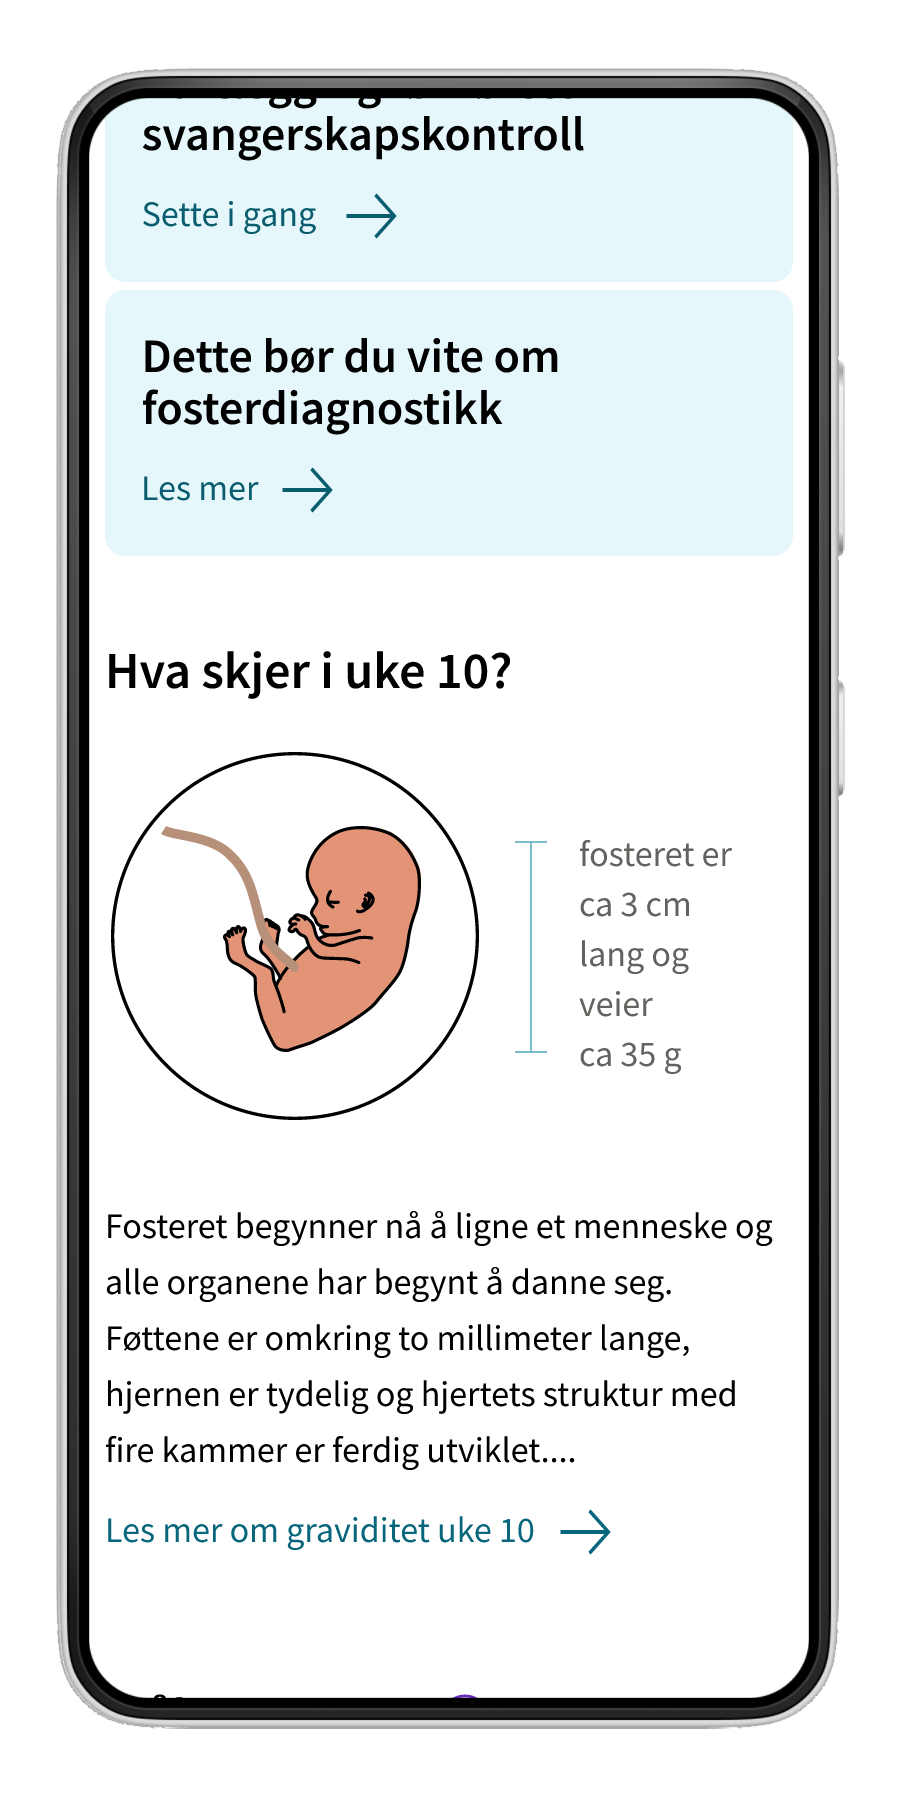 svangerskapskontroll
Sette i gang
Dette bør du vite om
fosterdiagnostikk
Les mer
Hva skjer i uke 10?
fosteret er
ca 3 cm
lang og
veier
ca 35 g
Fosteret begynner nå å ligne et menneske og
alle organene har begynt å danne seg.
Føttene er omkring to millimeter lange,
hjernen er tydelig og hjertets struktur med
fire kammer er ferdig utviklet....
Les mer om graviditet uke 10